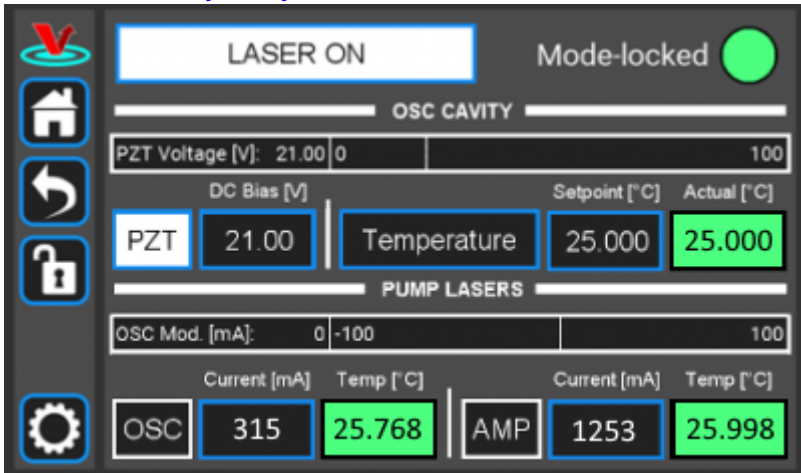 LASER ON Mode-locked
OSC CAVITY
PZT Voltage [V]: 21.00 0 100
DC Bias [V] Setpoint [°C] Actual [°C]
PZT 21.00 Temperature 25.000 25.000
PUMP LASERS
OSC Mod. [mA]: 0 -100 100
Current [mA] Temp [°C] Current [mA] Temp [°C]
OSC 315 25.768 AMP 1253 25.998